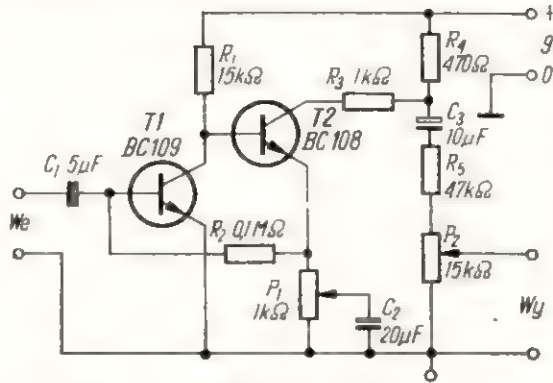 +
9
0
R₁
15kΩ
R₄
470Ω
R₃ 1kΩ
C₃
10μF
T1
BC109
T2
BC108
C₁ 5μF
R₅
47kΩ
We
R₂ 0,1MΩ
P₂
15kΩ
P₁
1kΩ
C₂
20μF
Wy